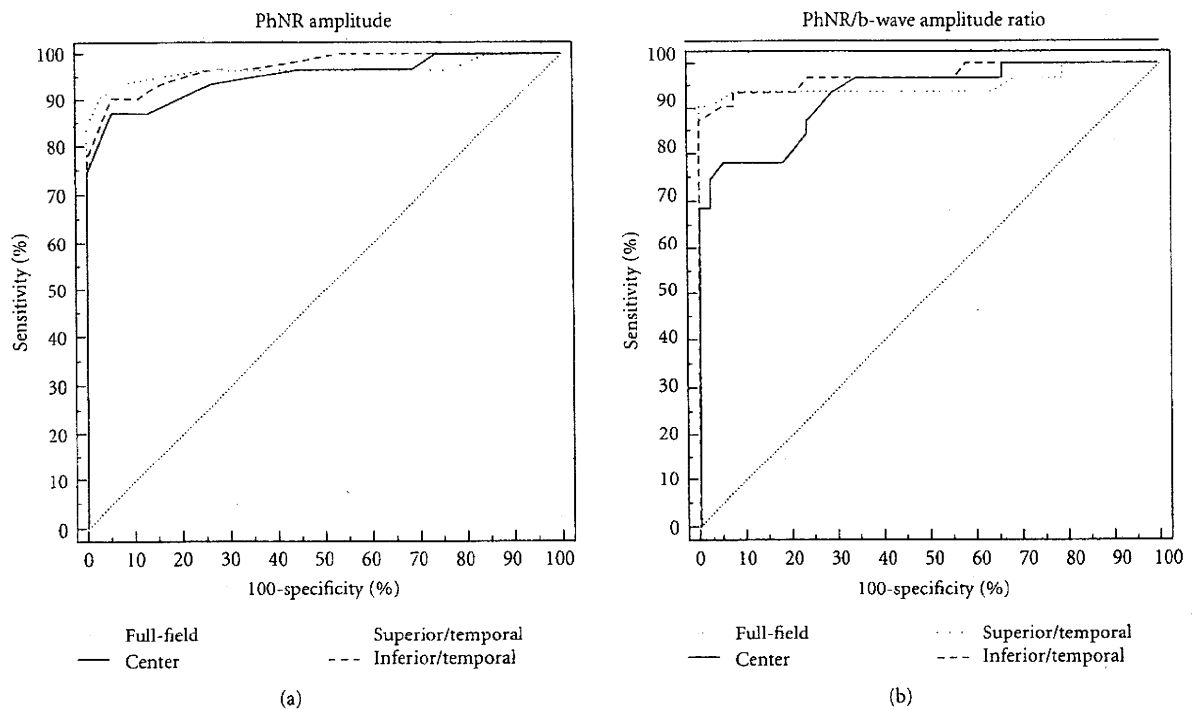 PhNR amplitude
100
90
80
70
60
50
40
30
20
10
0
Sensitivity (%)
0 10 20 30 40 50 60 70 80 90 100
100-specificity (%)
Full-field Superior/temporal
Center Inferior/temporal
(a)
PhNR/b-wave amplitude ratio
100
90
80
70
60
50
40
30
20
10
0
Sensitivity (%)
0 10 20 30 40 50 60 70 80 90 100
100-specificity (%)
Full-field Superior/temporal
Center Inferior/temporal
(b)